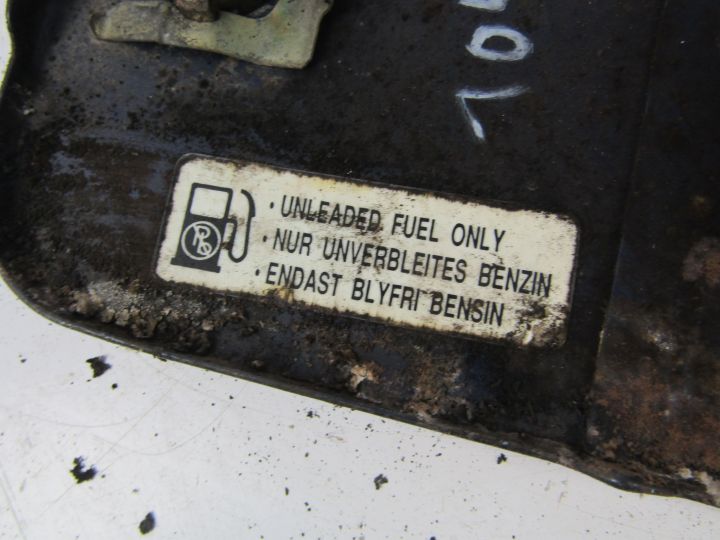 · UNLEADED FUEL ONLY
· NUR UNVERBLEITES BENZIN
· ENDAST BLYFRI BENSIN